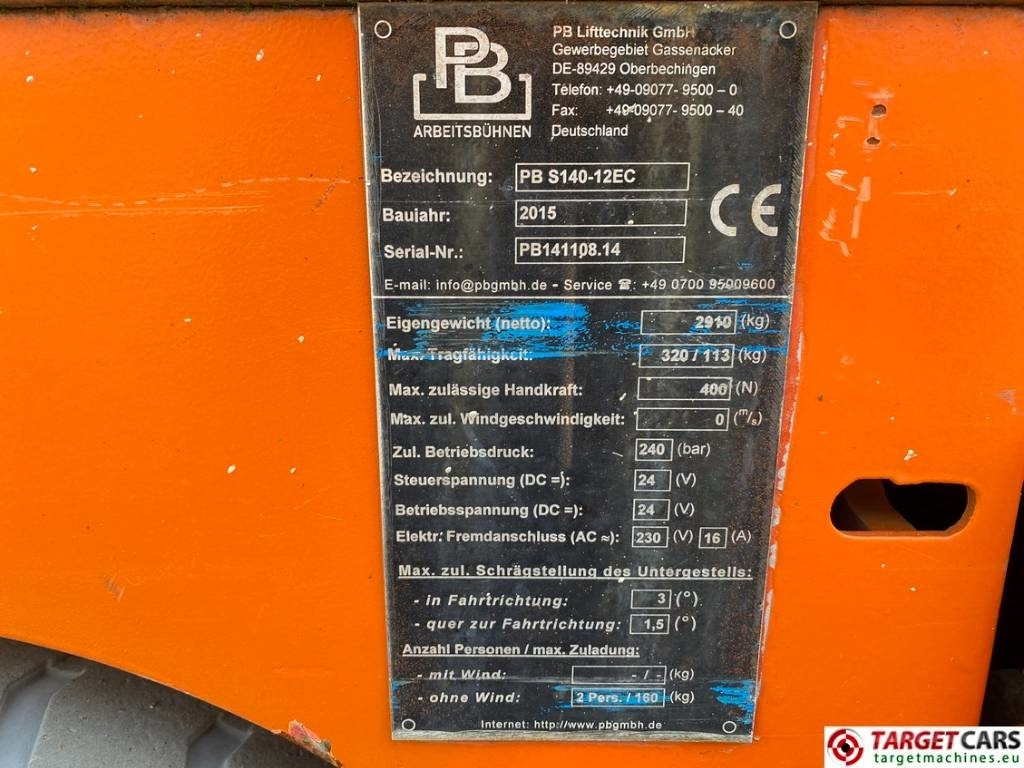 PB
ARBEITSBÜHNEN
PB Lifttechnik GmbH
Gewerbegebiet Gassenäcker
DE-89429 Oberbechingen
Telefon: +49-09077- 9500 – 0
Fax: +49-09077- 9500 – 40
Deutschland
Bezeichnung: PB S140-12EC
Baujahr: 2015
Serial-Nr.: PB141108.14
CE
E-mail: info@pbgmbh.de - Service ☎: +49 0700 95009600
Eigengewicht (netto): 2910 (kg)
Max. Tragfähigkeit: 320 / 113 (kg)
Max. zulässige Handkraft: 400 (N)
Max. zul. Windgeschwindigkeit: 0 (m/s)
Zul. Betriebsdruck: 240 (bar)
Steuerspannung (DC =): 24 (V)
Betriebsspannung (DC =): 24 (V)
Elektr. Fremdanschluss (AC ≈): 230 (V) 16 (A)
Max. zul. Schrägstellung des Untergestells:
- in Fahrtrichtung: 3 (°)
- quer zur Fahrtrichtung: 1,5 (°)
Anzahl Personen / max. Zuladung:
- mit Wind: - / - (kg)
- ohne Wind: 2 Pers. / 160 (kg)
Internet: http://www.pbgmbh.de
TARGETCARS
targetmachines.eu